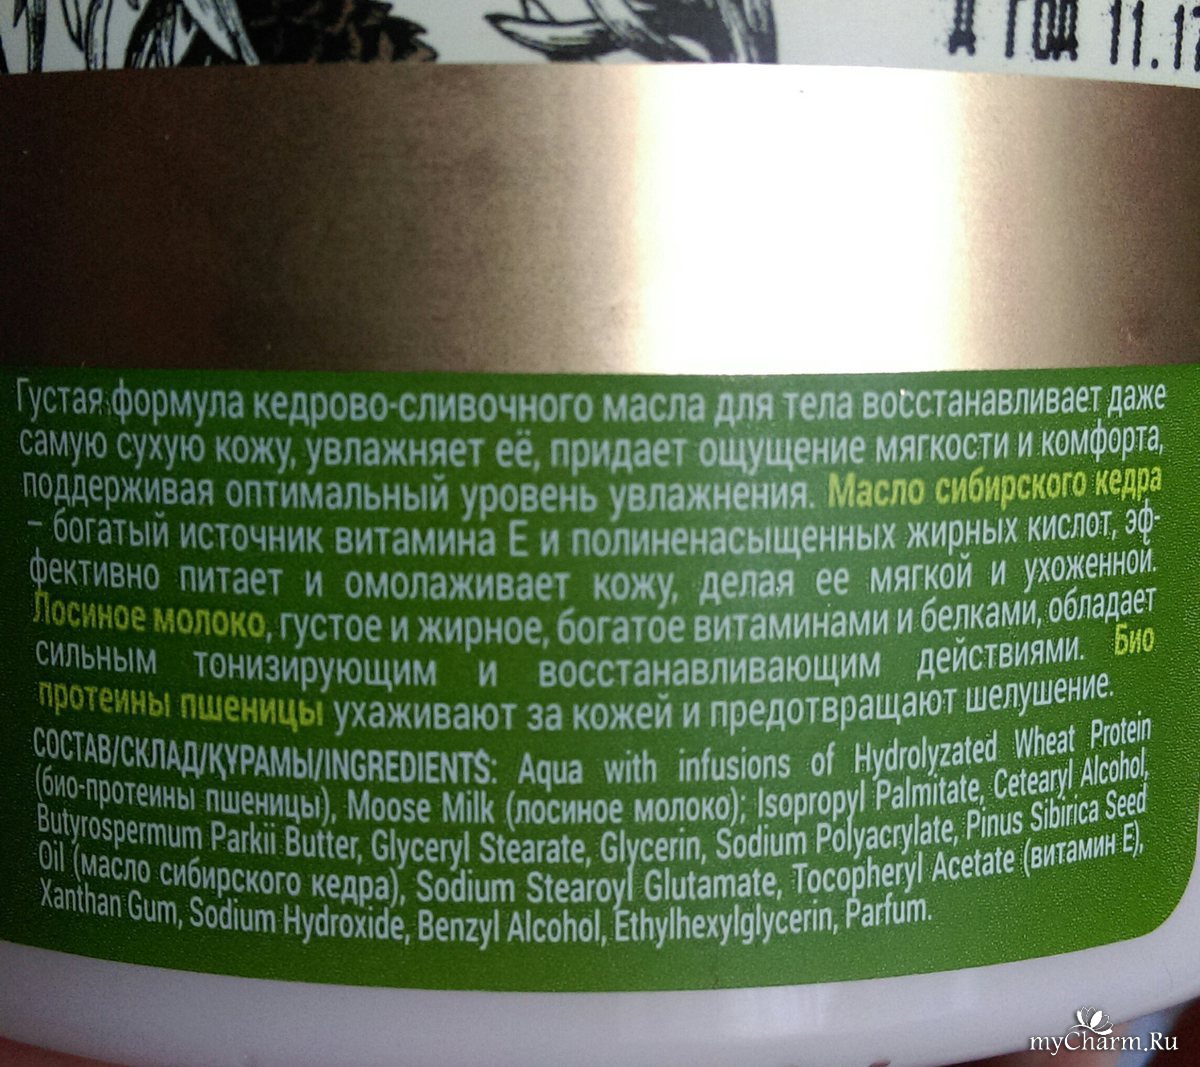 1 ГОД 11.17
Густая формула кедрово-сливочного масла для тела восстанавливает даже
самую сухую кожу, увлажняет её, придает ощущение мягкости и комфорта,
поддерживая оптимальный уровень увлажнения. Масло сибирского кедра
– богатый источник витамина Е и полиненасыщенных жирных кислот, эф-
фективно питает и омолаживает кожу, делая ее мягкой и ухоженной.
Лосиное молоко, густое и жирное, богатое витаминами и белками, обладает
сильным тонизирующим и восстанавливающим действиями. Био
протеины пшеницы ухаживают за кожей и предотвращают шелушение.
СОСТАВ/СКЛАД/ҚҰРАМЫ/INGREDIENTS: Aqua with infusions of Hydrolyzated Wheat Protein
(био-протеины пшеницы), Moose Milk (лосиное молоко); Isopropyl Palmitate, Cetearyl Alcohol,
Butyrospermum Parkii Butter, Glyceryl Stearate, Glycerin, Sodium Polyacrylate, Pinus Sibirica Seed
Oil (масло сибирского кедра), Sodium Stearoyl Glutamate, Tocopheryl Acetate (витамин Е),
Xanthan Gum, Sodium Hydroxide, Benzyl Alcohol, Ethylhexylglycerin, Parfum.
myCharm.Ru